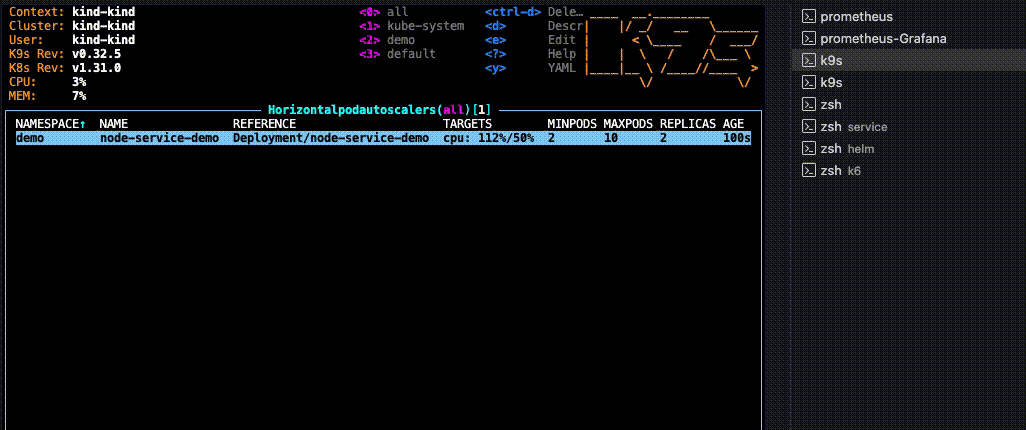 Context: kind-kind <0> all <ctrl-d> Dele…
Cluster: kind-kind <1> kube-system <d> Descr
User: kind-kind <2> demo <e> Edit
K9s Rev: v0.32.5 <3> default <?> Help
K8s Rev: v1.31.0 <y> YAML
CPU: 3%
MEM: 7%
Horizontalpodautoscalers(all)[1]
NAMESPACE↑ NAME REFERENCE TARGETS MINPODS MAXPODS REPLICAS AGE
demo node-service-demo Deployment/node-service-demo cpu: 112%/50% 2 10 2 100s
prometheus
prometheus-Grafana
k9s
k9s
zsh
zsh service
zsh helm
zsh k6